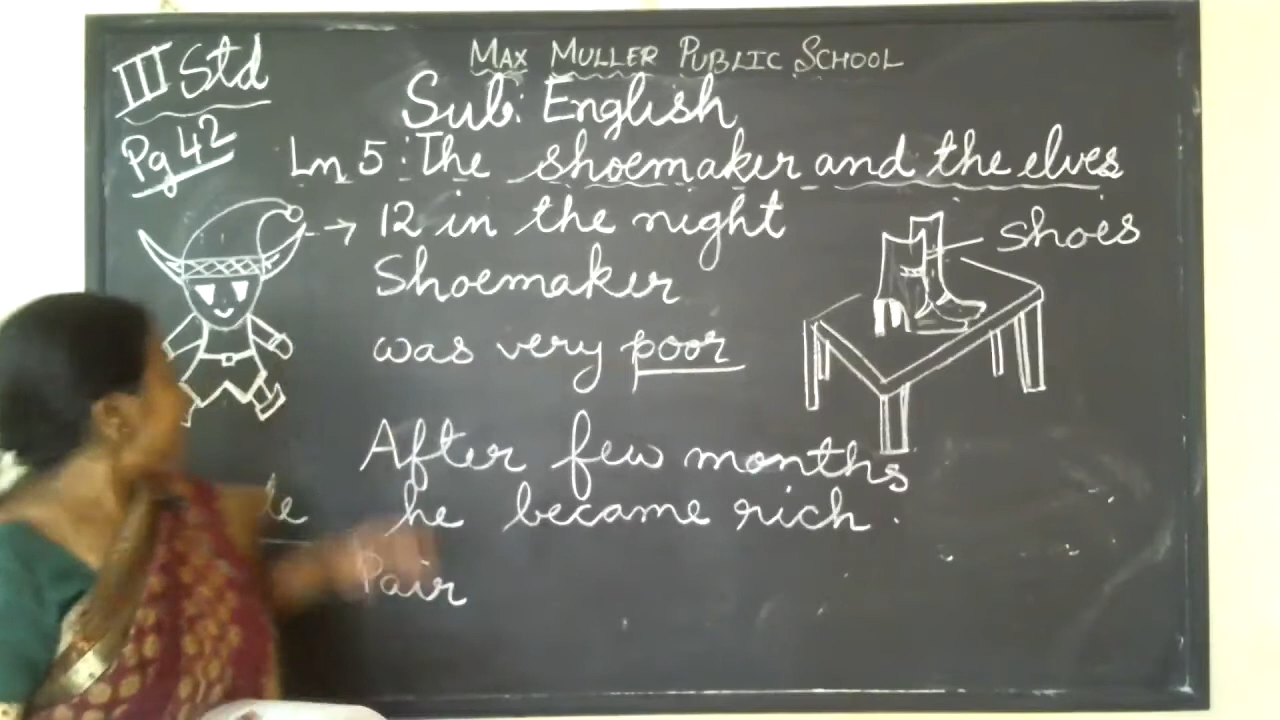 MAX MULLER PUBLIC SCHOOL
III Std
Sub: English
Pg 42
Ln 5: The shoemaker and the elves
→ 12 in the night
shoes
Shoemaker
was very poor
After few months
he became rich.
Pair